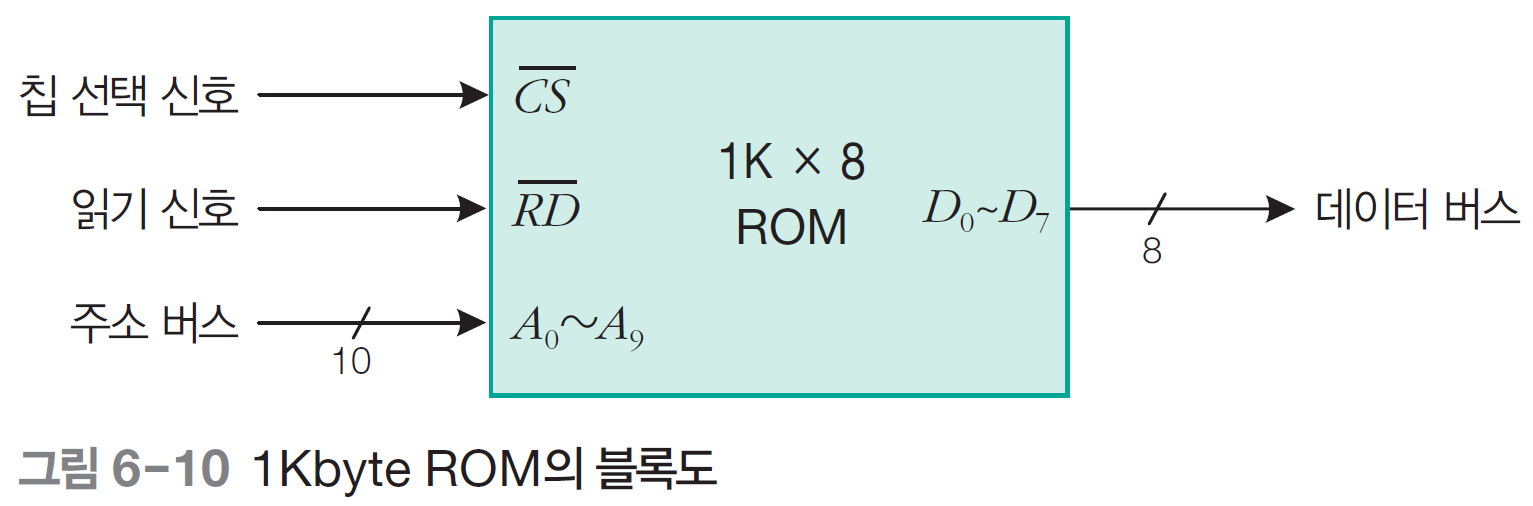 칩 선택 신호
C̅S̅
1K × 8
ROM
읽기 신호
R̅D̅
D₀~D₇
8
데이터 버스
주소 버스
10
A₀~A₉
그림 6-10 1Kbyte ROM의 블록도